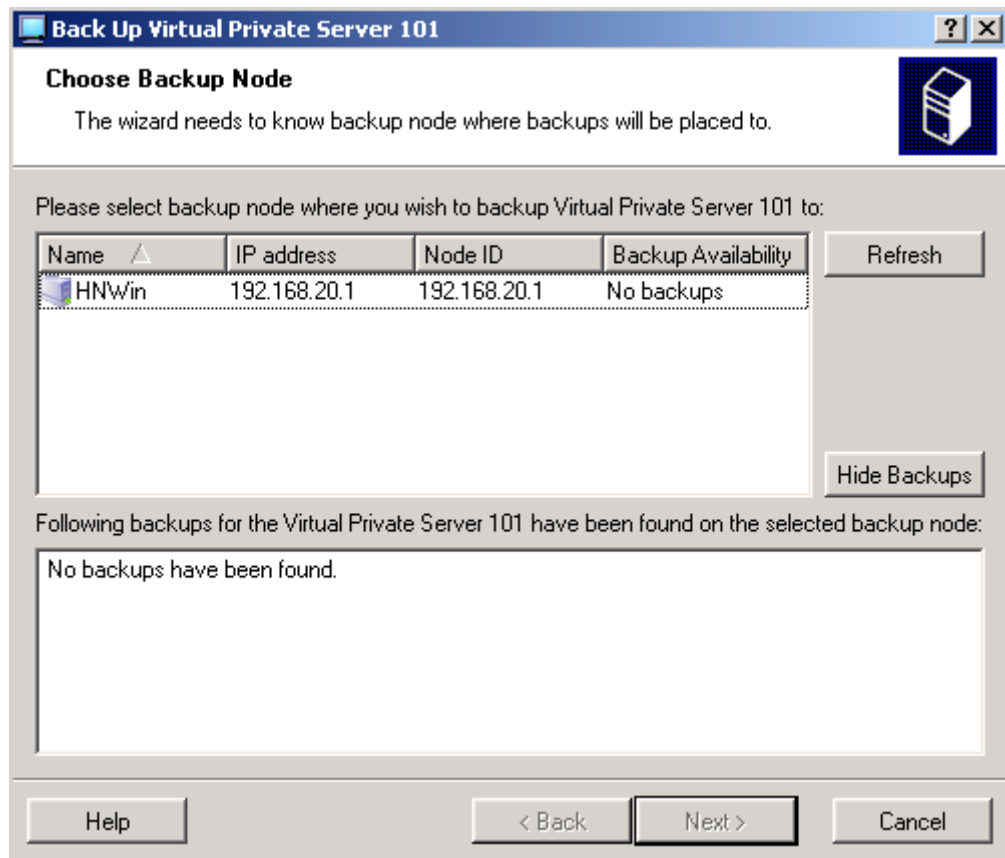 Back Up Virtual Private Server 101
Choose Backup Node
The wizard needs to know backup node where backups will be placed to.
Please select backup node where you wish to backup Virtual Private Server 101 to:
Name IP address Node ID Backup Availability Refresh
HNWin 192.168.20.1 192.168.20.1 No backups
Hide Backups
Following backups for the Virtual Private Server 101 have been found on the selected backup node:
No backups have been found.
Help < Back Next > Cancel